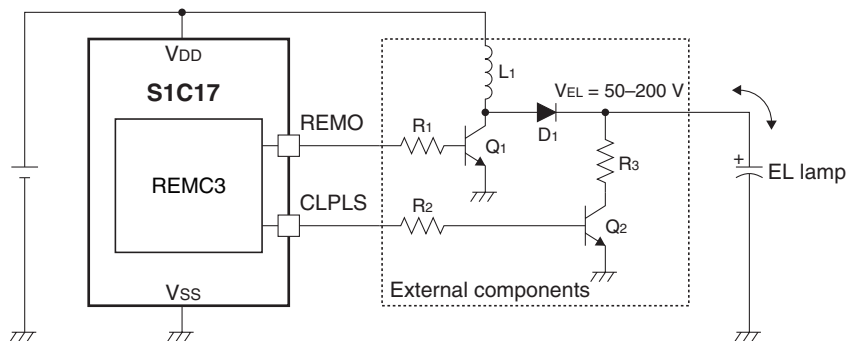 VDD
S1C17
REMC3
REMO
CLPLS
VSS
L1
VEL = 50–200 V
R1
Q1
D1
R3
R2
Q2
External components
+
EL lamp